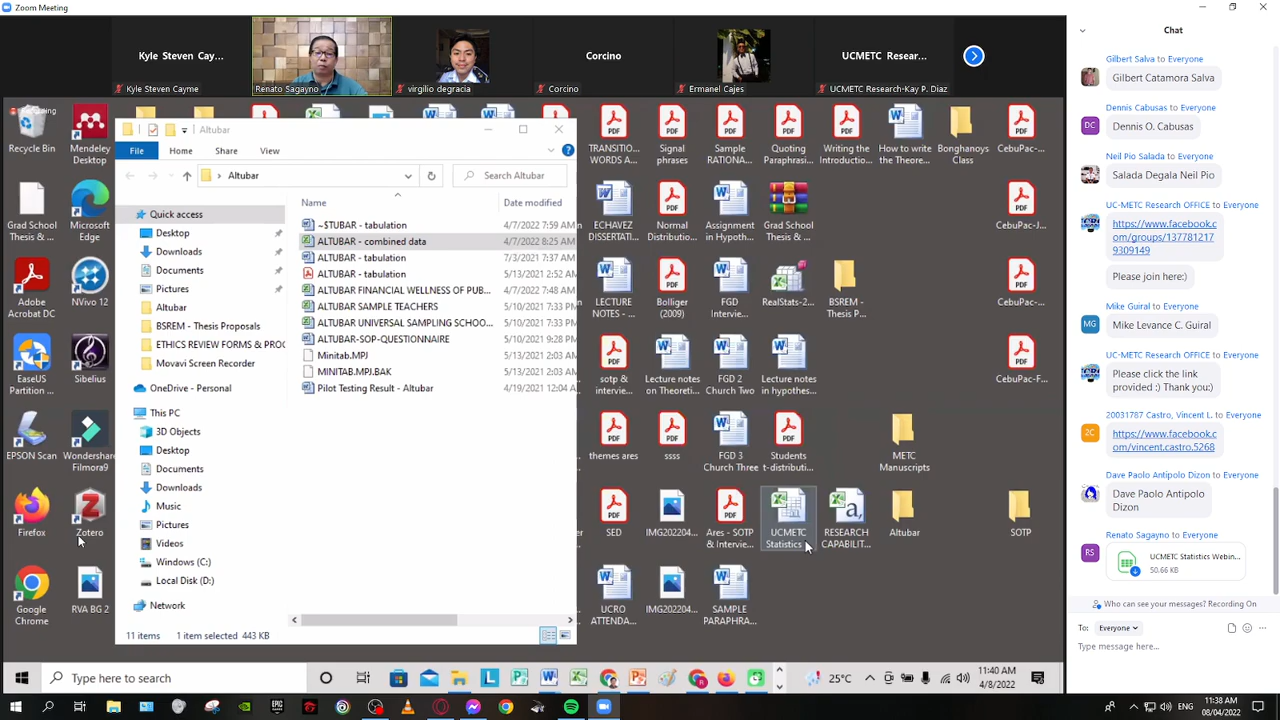 Zoom Meeting
Kyle Steven Cay...
Kyle Steven Cayme
Renato Sagayno
virgilio degracia
Corcino
Corcino
Ermanel Cajes
UCMETC Resear...
UCMETC Research-Kay P. Diaz
Recycle Bin
Mendeley
Desktop
Grad school
Thesis & ...
Microsoft
Edge
Adobe
Acrobat DC
NVivo 12
EaseUS
Partition ...
Sibelius
EPSON Scan
Wondershare
Filmora9
Firefox
Zotero
Google
Chrome
RVA BG 2
Altubar
File
Home
Share
View
Altubar
Search Altubar
Name
Date modified
Quick access
Desktop
Downloads
Documents
Pictures
Altubar
BSREM - Thesis Proposals
ETHICS REVIEW FORMS & PROC
Movavi Screen Recorder
OneDrive - Personal
This PC
3D Objects
Desktop
Documents
Downloads
Music
Pictures
Videos
Windows (C:)
Local Disk (D:)
Network
~$TUBAR - tabulation 4/7/2022 7:59 AM
ALTUBAR - combined data 4/7/2022 8:25 AM
ALTUBAR - tabulation 7/3/2021 7:37 AM
ALTUBAR - tabulation 5/13/2021 2:52 AM
ALTUBAR FINANCIAL WELLNESS OF PUB... 4/7/2022 7:48 AM
ALTUBAR SAMPLE TEACHERS 5/10/2021 7:33 PM
ALTUBAR UNIVERSAL SAMPLING SCHOO... 5/10/2021 7:33 PM
ALTUBAR-SOP-QUESTIONNAIRE 5/10/2021 9:28 PM
Minitab.MPJ 5/13/2021 2:03 AM
MINITAB.MPJ.BAK 5/13/2021 2:03 AM
Pilot Testing Result - Altubar 4/19/2021 12:04 A
11 items 1 item selected 443 KB
TRANSITIO...
WORDS A...
Signal
phrases
Sample
RATIONA...
Quoting
Paraphrasi...
Writing the
Introductio...
How to write
the Theore...
Bonghanoys
Class
CebuPac-...
ECHAVEZ
DISSERTATI...
Normal
Distributio...
Assignment
in Hypoth...
Grad School
Thesis & ...
CebuPac-J...
LECTURE
NOTES - ...
Bolliger
(2009)
FGD
Intervie...
RealStats-2...
BSREM -
Thesis P...
CebuPac-...
sotp &
intervie...
Lecture notes
on Theoreti...
FGD 2
Church Two
Lecture notes
in hypothes...
CebuPac-F...
themes ares
ssss
FGD 3
Church Three
Students
t-distributi...
METC
Manuscripts
SED
IMG202204...
Ares - SOTP
& Intervie...
UCMETC
Statistics ...
RESEARCH
CAPABILIT...
Altubar
SOTP
UCRO
ATTENDA...
IMG202204...
SAMPLE
PARAPHRA...
Type here to search
25°C
11:40 AM
4/8/2022
Chat
Gilbert Salva to Everyone
Gilbert Catamora Salva
Dennis Cabusas to Everyone
DC
Dennis O. Cabusas
Neil Pio Salada to Everyone
Salada Degala Neil Pio
UC-METC Research OFFICE to Everyone
https://www.facebook.c
om/groups/137781217
9309149
Please join here:)
Mike Guiral to Everyone
MG
Mike Levance C. Guiral
UC-METC Research OFFICE to Everyone
Please click the link
provided :) Thank you:)
20031787 Castro, Vincent L. to Everyone
2C
https://www.facebook.c
om/vincent.castro.5268
Dave Paolo Antipolo Dizon to Everyone
Dave Paolo Antipolo
Dizon
Renato Sagayno to Everyone
RS
UCMETC Statistics Webin...
50.66 KB
Who can see your messages? Recording On
To: Everyone
Type message here...
ENG
11:38 AM
08/04/2022